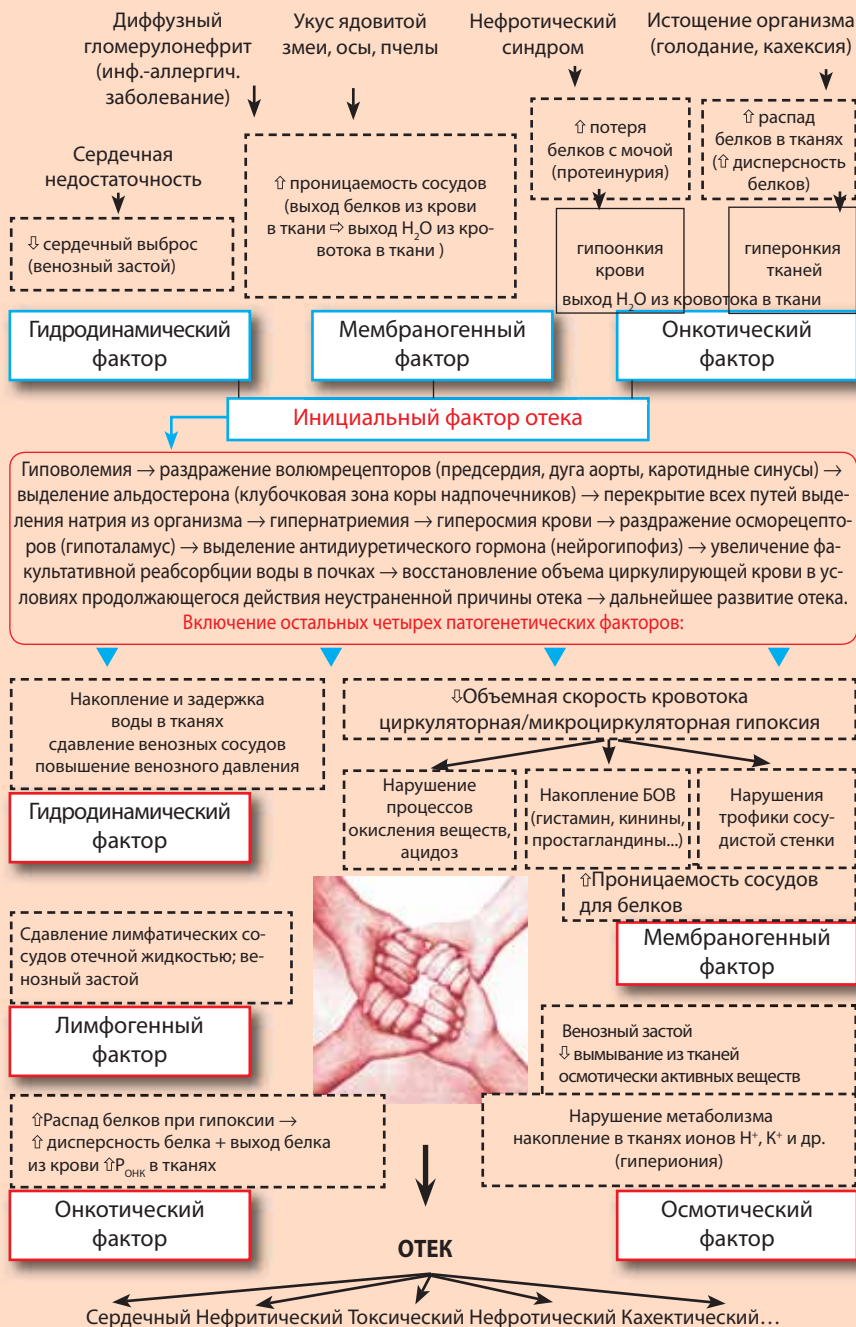 Диффузный
гломерулонефрит
(инф.-аллергич.
заболевание)
Укус ядовитой
змеи, осы, пчелы
Нефротический
синдром
Истощение организма
(голодание, кахексия)
Сердечная
недостаточность
⇩ сердечный выброс
(венозный застой)
⇧ проницаемость сосудов
(выход белков из крови
в ткани ⇨ выход H₂O из кро-
вотока в ткани )
⇧ потеря
белков с мочой
(протеинурия)
⇧ распад
белков в тканях
(⇧ дисперсность
белков)
гипоонкия
крови
гиперонкия
тканей
выход H₂O из кровотока в ткани
Гидродинамический
фактор
Мембраногенный
фактор
Онкотический
фактор
Инициальный фактор отека
Гиповолемия → раздражение волюмрецепторов (предсердия, дуга аорты, каротидные синусы) →
выделение альдостерона (клубочковая зона коры надпочечников) → перекрытие всех путей выде-
ления натрия из организма → гипернатриемия → гиперосмия крови → раздражение осморецепто-
ров (гипоталамус) → выделение антидиуретического гормона (нейрогипофиз) → увеличение фа-
культативной реабсорбции воды в почках → восстановление объема циркулирующей крови в ус-
ловиях продолжающегося действия неустраненной причины отека → дальнейшее развитие отека.
Включение остальных четырех патогенетических факторов:
Накопление и задержка
воды в тканях
сдавление венозных сосудов
повышение венозного давления
Гидродинамический
фактор
⇩Объемная скорость кровотока
циркуляторная/микроциркуляторная гипоксия
Нарушение
процессов
окисления веществ,
ацидоз
Накопление БОВ
(гистамин, кинины,
простагландины...)
Нарушения
трофики сосу-
дистой стенки
⇧Проницаемость сосудов
для белков
Мембраногенный
фактор
Сдавление лимфатических со-
судов отечной жидкостью; ве-
нозный застой
Лимфогенный
фактор
Венозный застой
⇩ вымывание из тканей
осмотически активных веществ
Нарушение метаболизма
накопление в тканях ионов H⁺, K⁺ и др.
(гипериония)
⇧Распад белков при гипоксии →
⇧ дисперсность белка + выход белка
из крови ⇧Pонк в тканях
Онкотический
фактор
Осмотический
фактор
ОТЕК
Сердечный Нефритический Токсический Нефротический Кахектический…